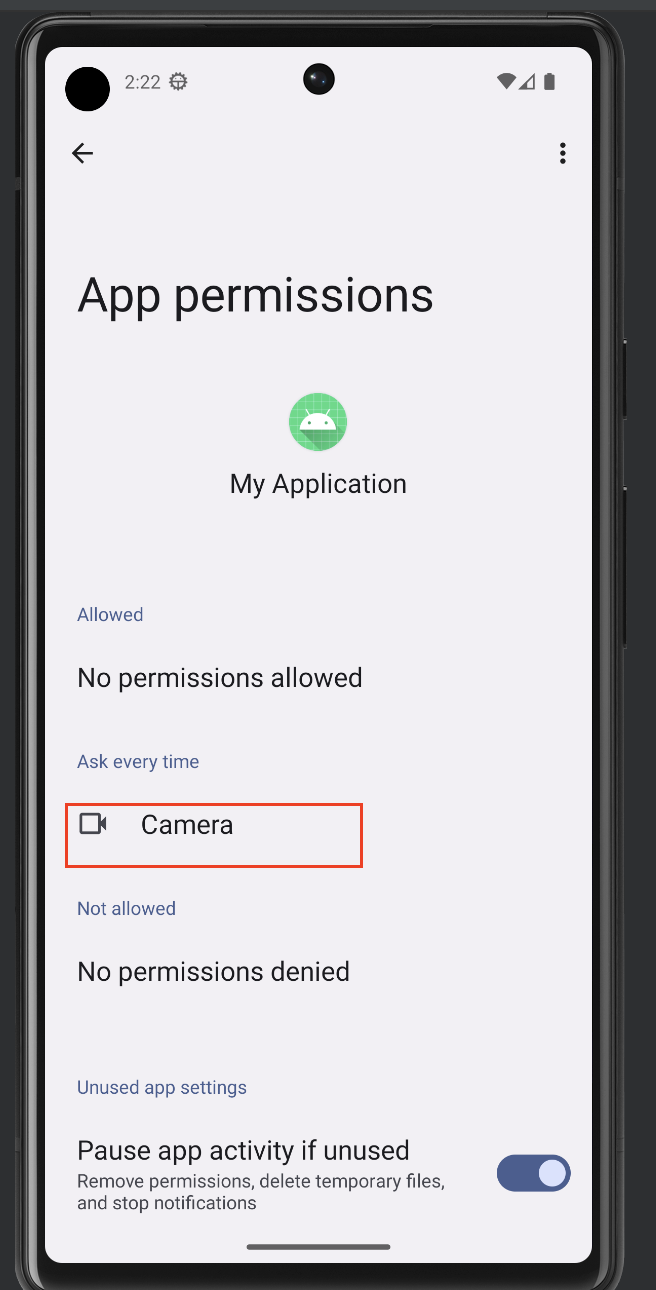 2:22
App permissions
My Application
Allowed
No permissions allowed
Ask every time
Camera
Not allowed
No permissions denied
Unused app settings
Pause app activity if unused
Remove permissions, delete temporary files,
and stop notifications